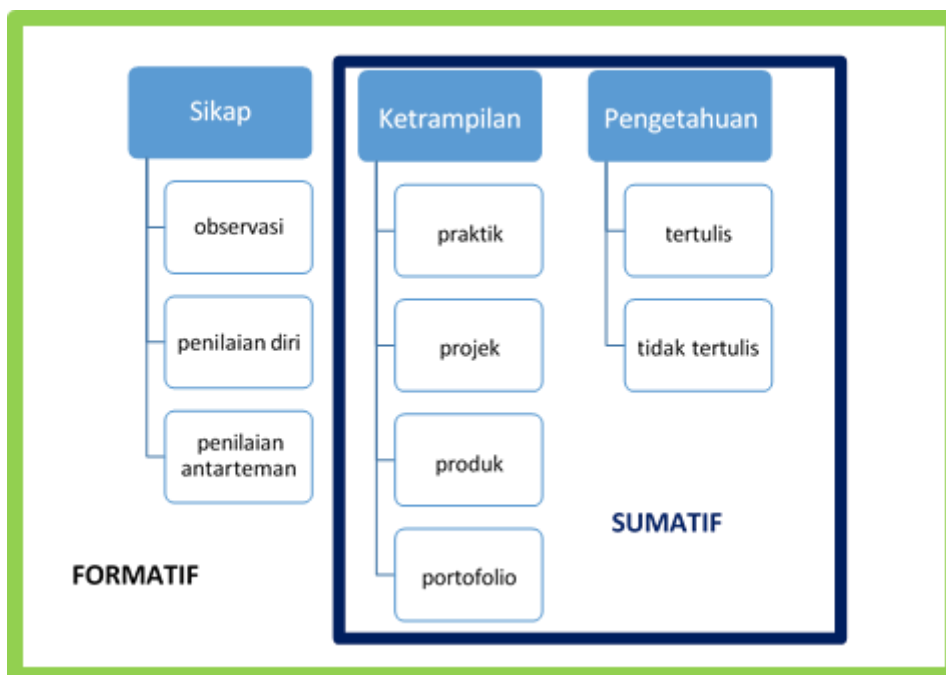 Sikap
observasi
penilaian diri
penilaian
antarteman
Ketrampilan
praktik
projek
produk
portofolio
Pengetahuan
tertulis
tidak tertulis
SUMATIF
FORMATIF